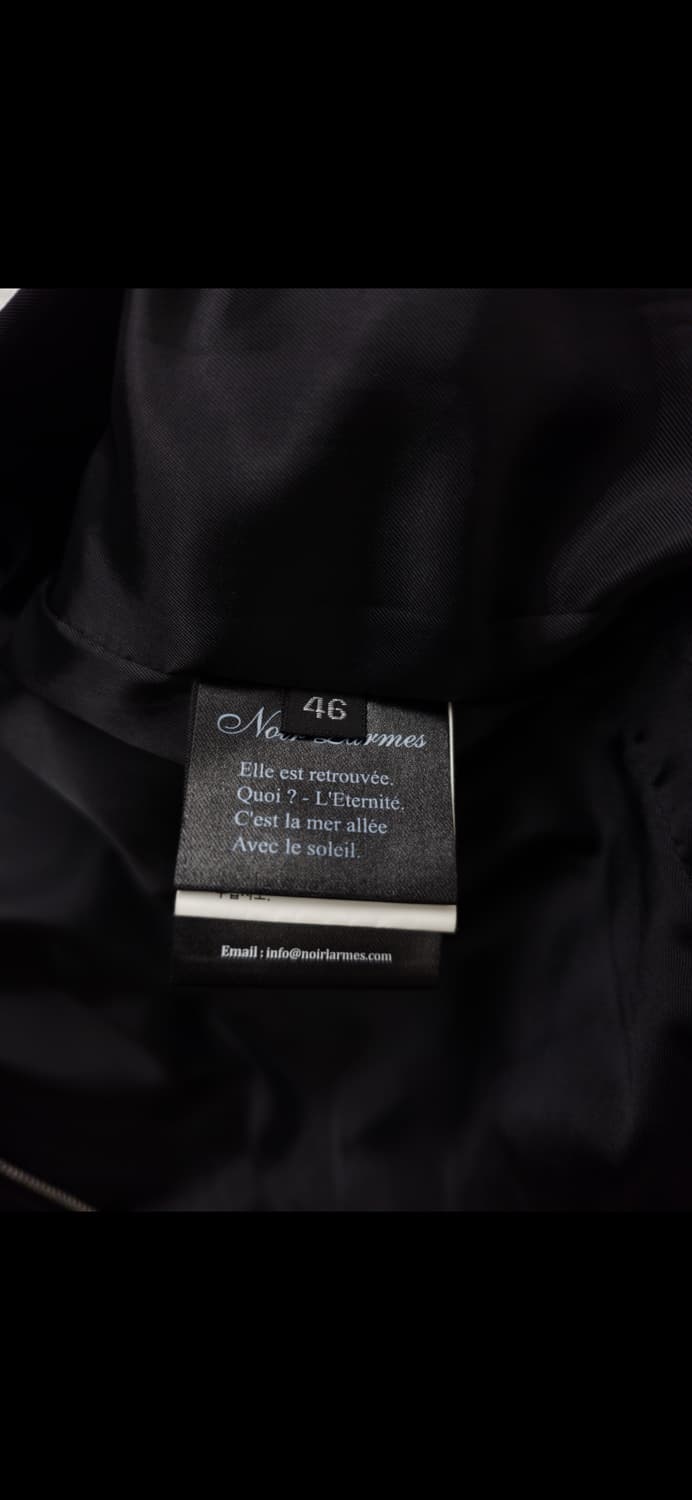 46
Noir Larmes
Elle est retrouvée.
Quoi ? - L'Eternité.
C'est la mer allée
Avec le soleil.
Email : info@noirlarmes.com